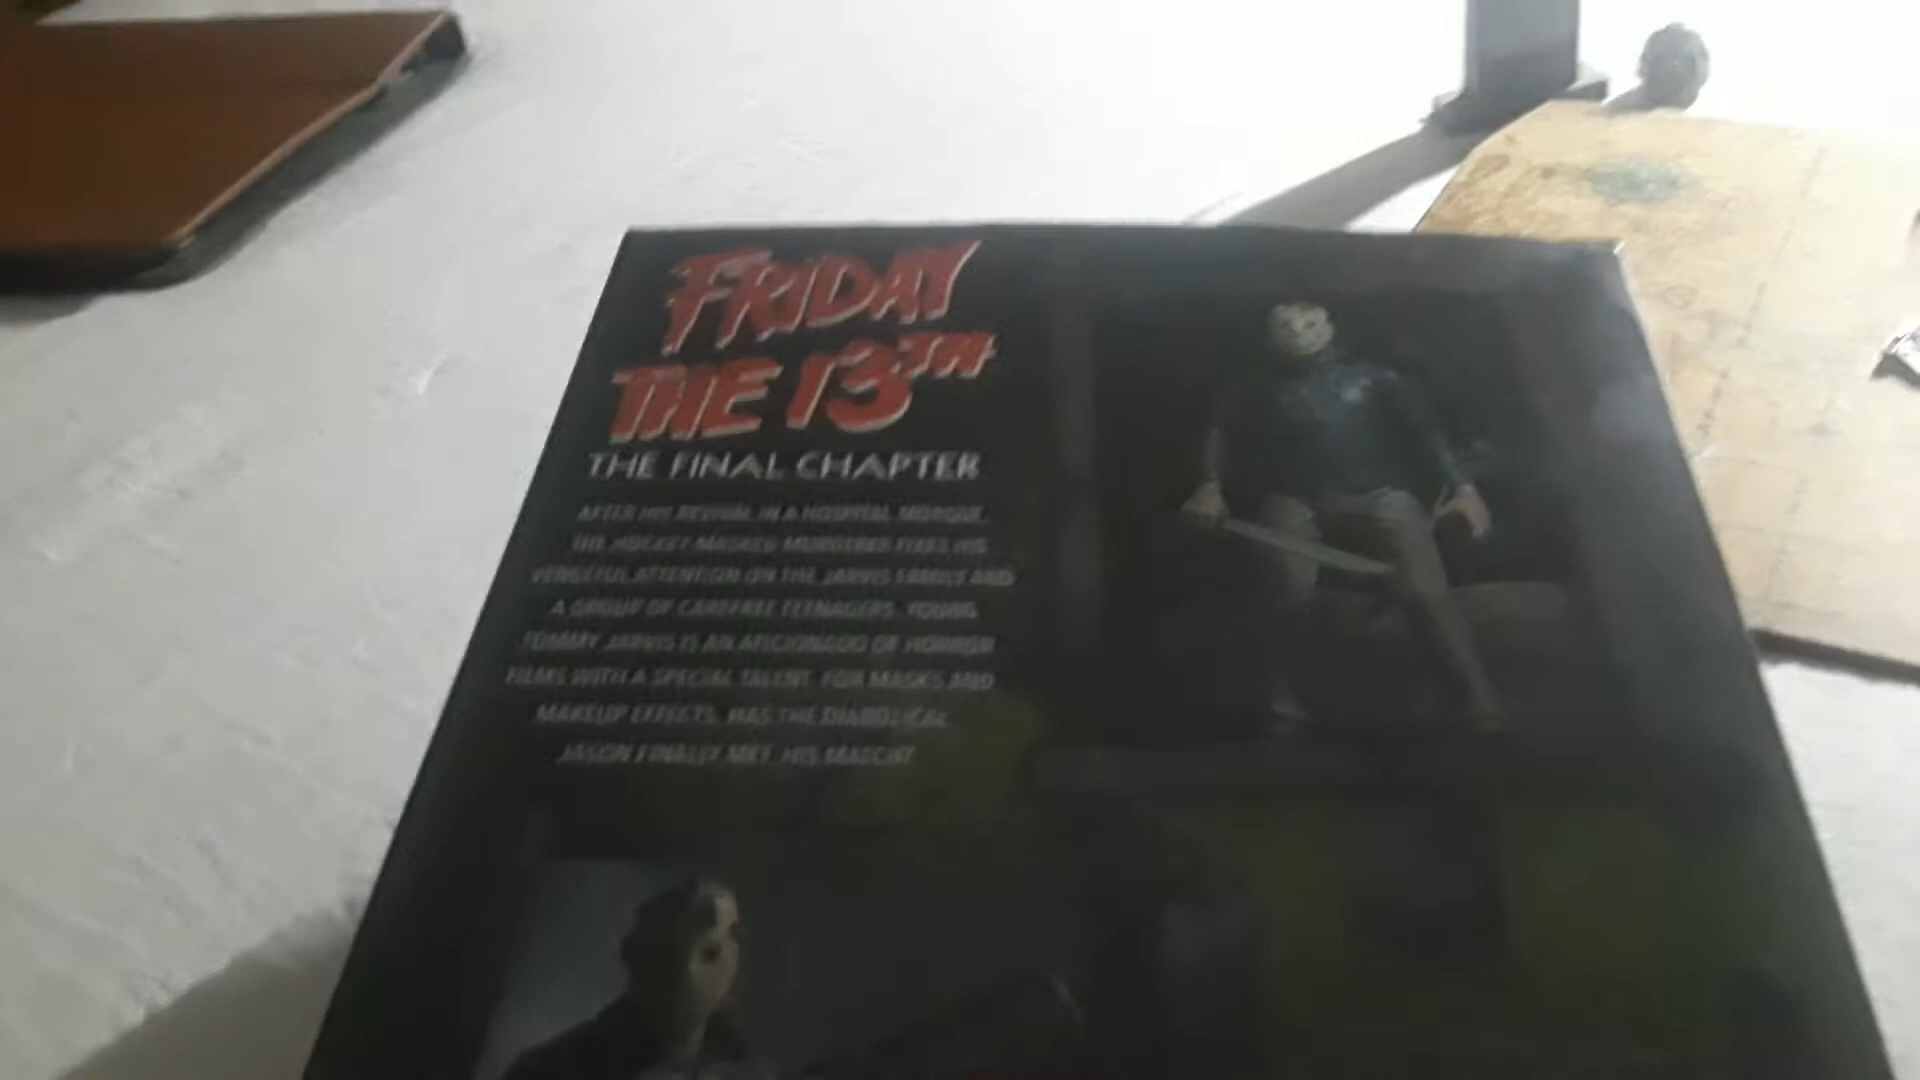 FRIDAY
THE 13TH
THE FINAL CHAPTER
AFTER HIS REVIVAL IN A HOSPITAL MORGUE,
THE HOCKEY MASKED MURDERER FIXES HIS
VENGEFUL ATTENTION ON THE JARVIS FAMILY AND
A GROUP OF CAREFREE TEENAGERS. YOUNG
TOMMY JARVIS IS AN AFICIONADO OF HORROR
FILMS WITH A SPECIAL TALENT FOR MASKS AND
MAKEUP EFFECTS. HAS THE DIABOLICAL
JASON FINALLY MET HIS MATCH?